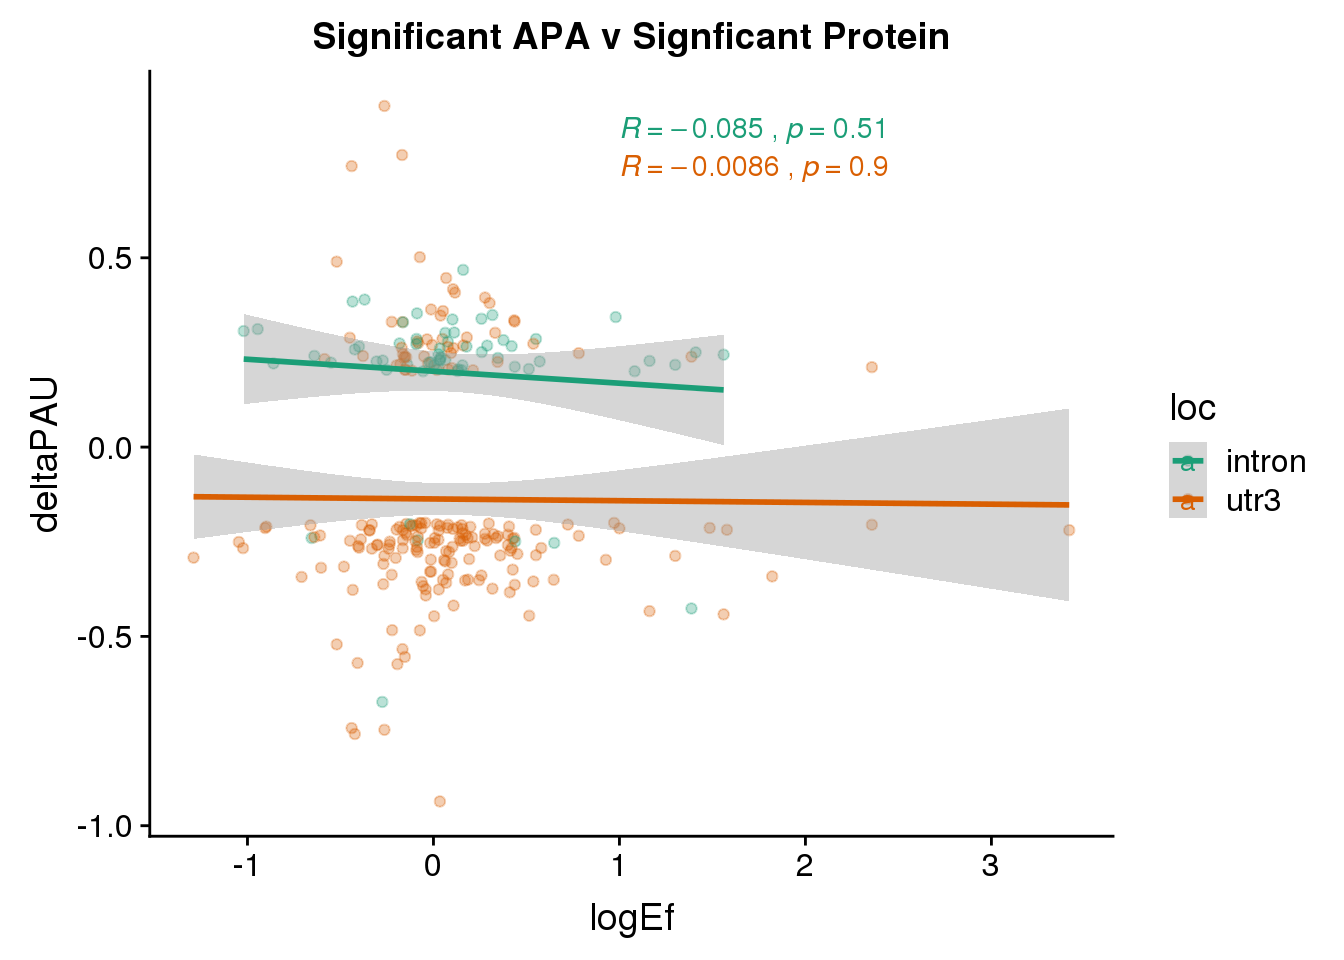 Significant APA v Signficant Protein
R = −0.085 , p = 0.51
R = −0.0086 , p = 0.9
deltaPAU
0.5
0.0
-0.5
-1.0
-1 0 1 2 3
logEf
loc
a intron
a utr3